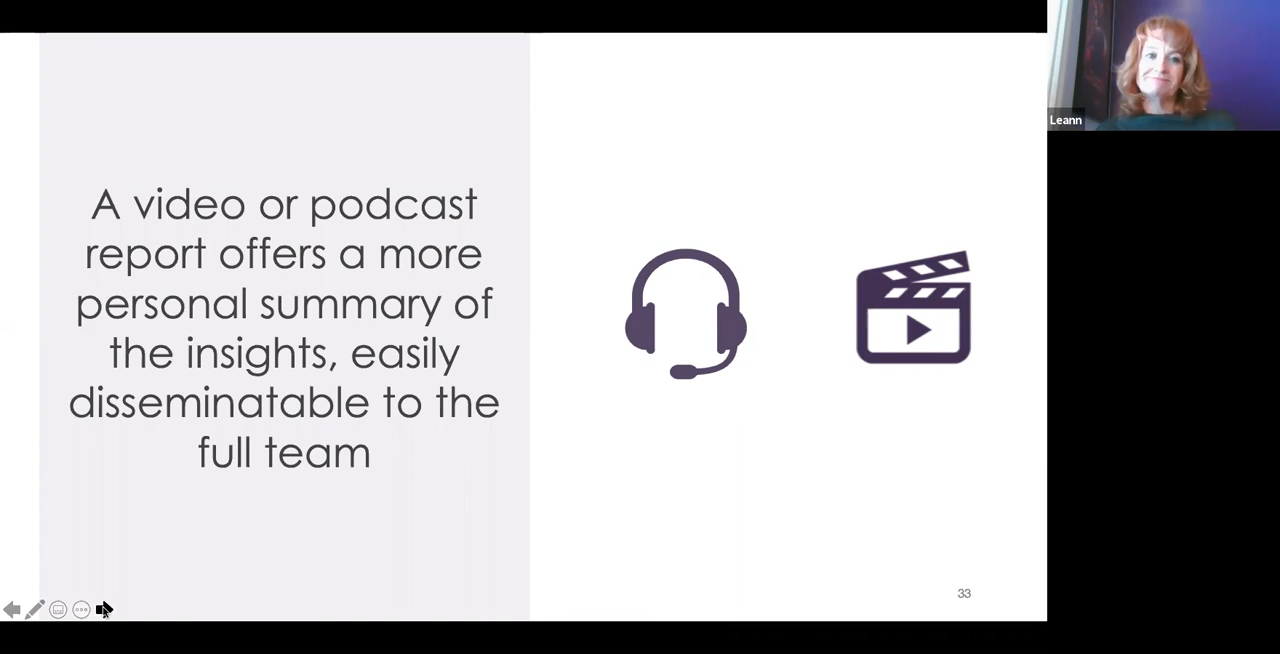 A video or podcast
report offers a more
personal summary of
the insights, easily
disseminatable to the
full team
33
Leann